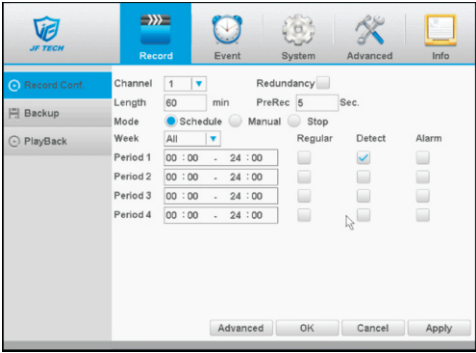 JF TECH
Record Event System Advanced Info
Record Conf.
Backup
PlayBack
Channel 1 Redundancy
Length 60 min PreRec 5 Sec.
Mode Schedule Manual Stop
Week All Regular Detect Alarm
Period 1 00 : 00 - 24 : 00
Period 2 00 : 00 - 24 : 00
Period 3 00 : 00 - 24 : 00
Period 4 00 : 00 - 24 : 00
Advanced OK Cancel Apply